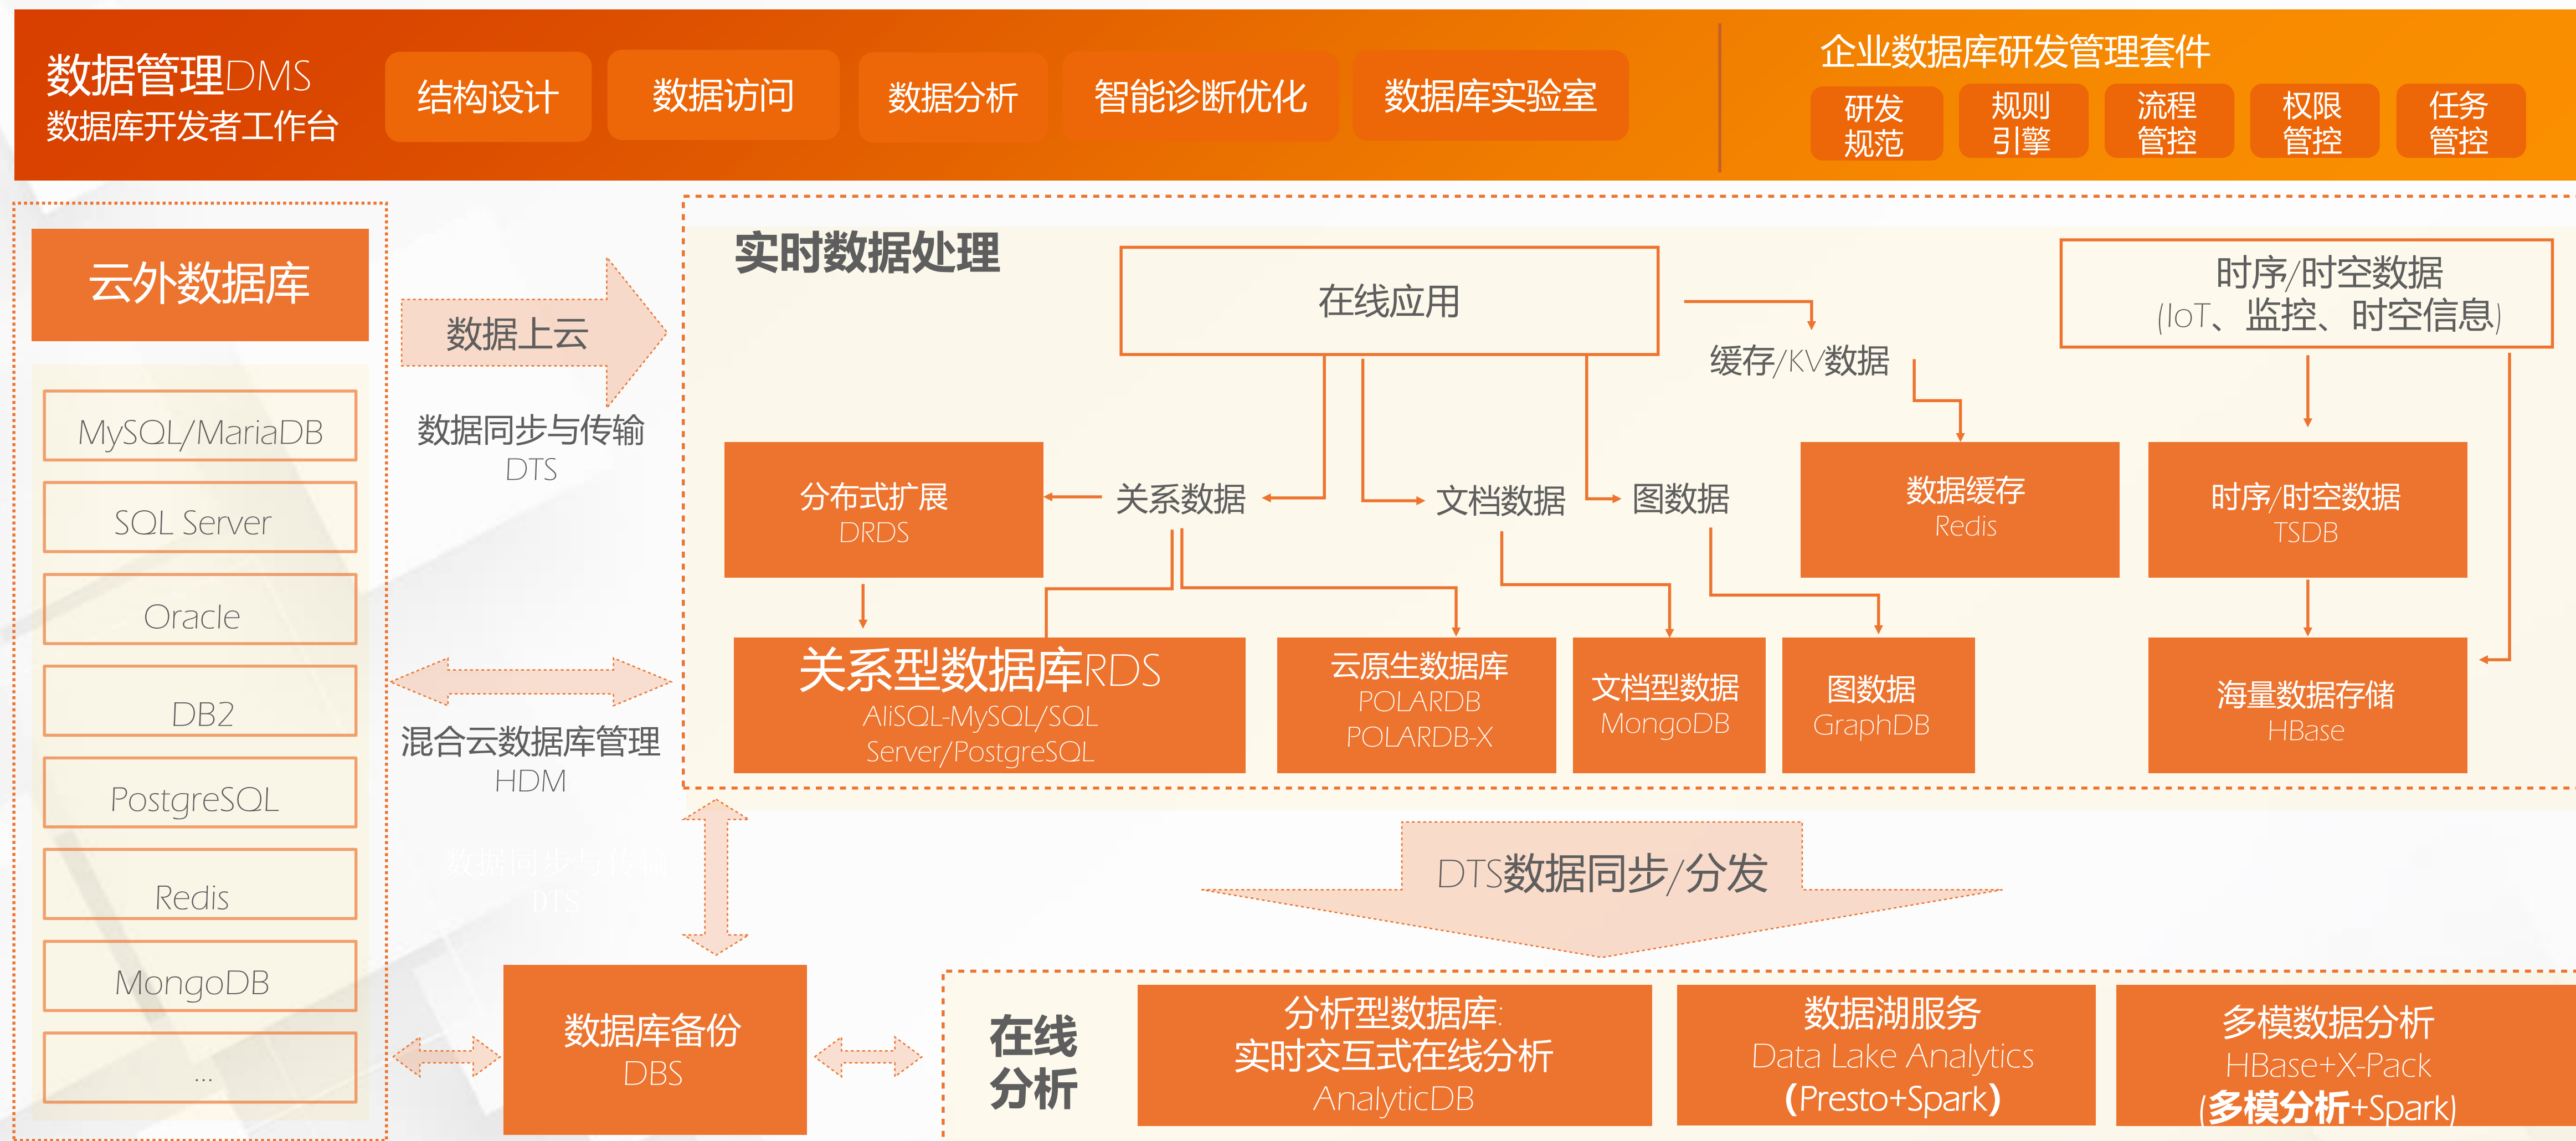 数据管理DMS
数据库开发者工作台
结构设计
数据访问
数据分析
智能诊断优化
数据库实验室
企业数据库研发管理套件
研发
规范
规则
引擎
流程
管控
权限
管控
任务
管控
云外数据库
MySQL/MariaDB
SQL Server
Oracle
DB2
PostgreSQL
Redis
MongoDB
...
数据上云
数据同步与传输
DTS
混合云数据库管理
HDM
数据同步与传输
DTS
实时数据处理
在线应用
缓存/KV数据
时序/时空数据
(IoT、监控、时空信息)
分布式扩展
DRDS
关系数据
文档数据
图数据
数据缓存
Redis
时序/时空数据
TSDB
关系型数据库RDS
AliSQL-MySQL/SQL
Server/PostgreSQL
云原生数据库
POLARDB
POLARDB-X
文档型数据
MongoDB
图数据
GraphDB
海量数据存储
HBase
DTS数据同步/分发
数据库备份
DBS
在线
分析
分析型数据库:
实时交互式在线分析
AnalyticDB
数据湖服务
Data Lake Analytics
（Presto+Spark）
多模数据分析
HBase+X-Pack
(多模分析+Spark)